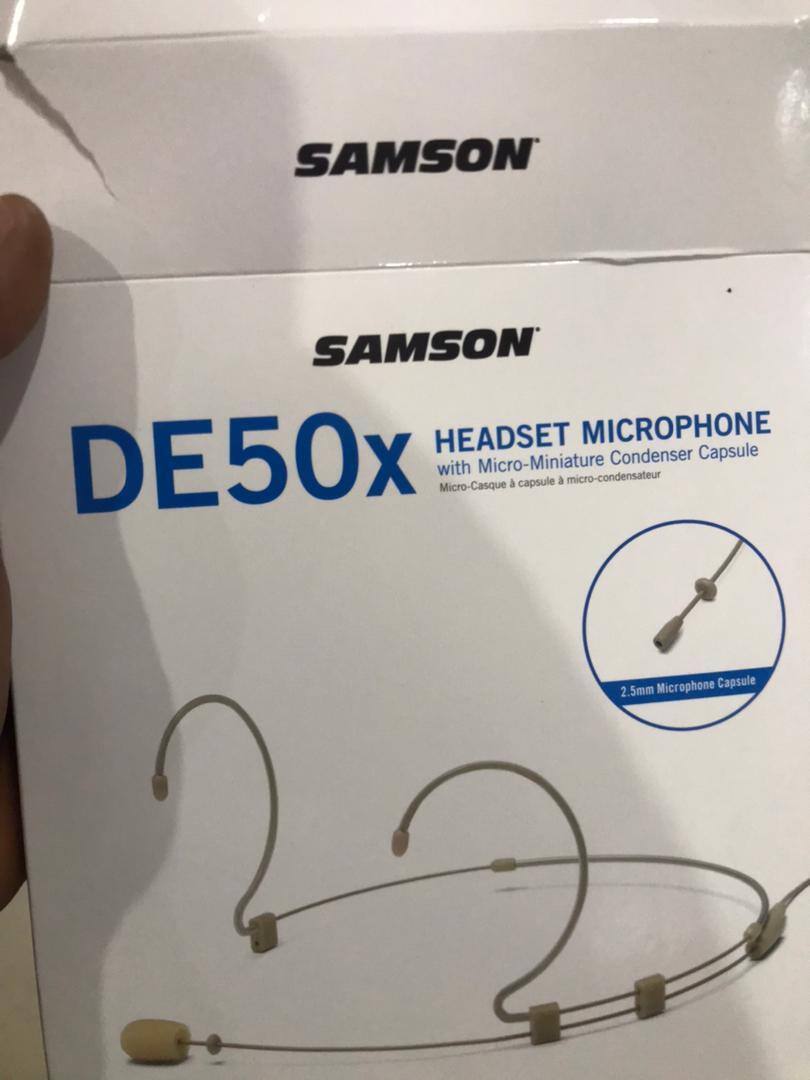 SAMSON
SAMSON
DE50x
HEADSET MICROPHONE
with Micro-Miniature Condenser Capsule
Micro-Casque à capsule à micro-condensateur
2.5mm Microphone Capsule